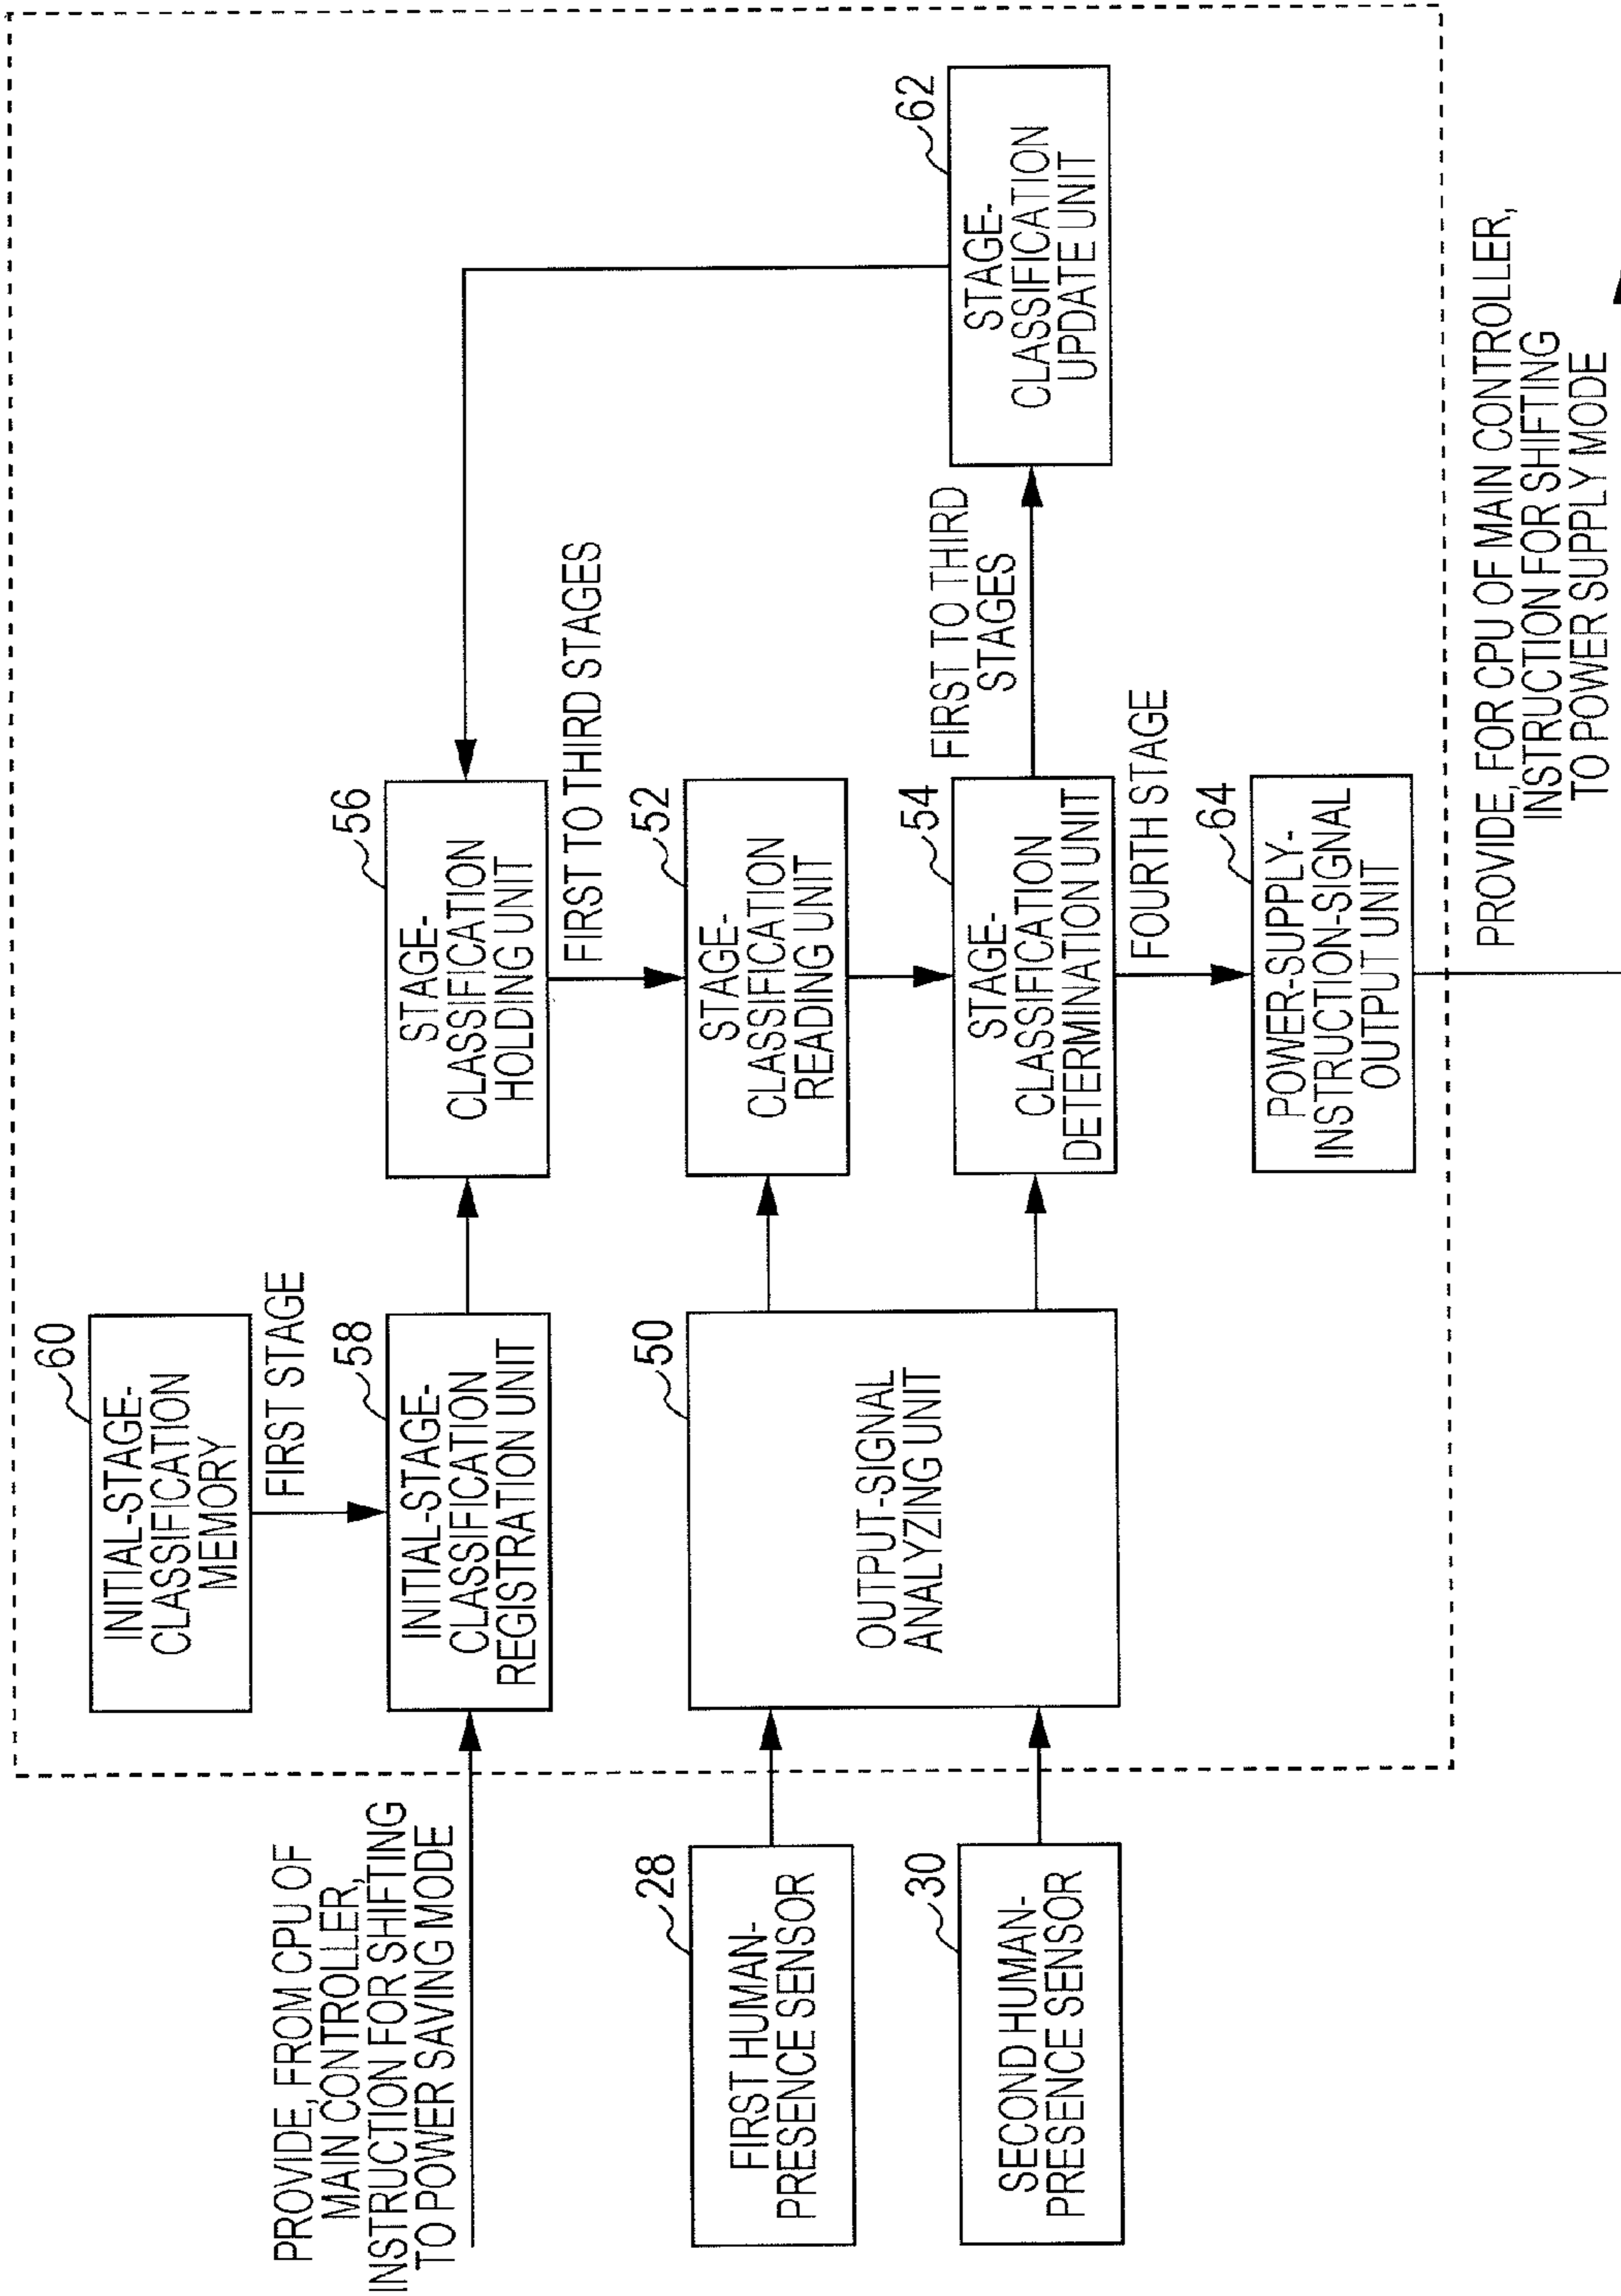 60
INITIAL-STAGE-
CLASSIFICATION
MEMORY
FIRST STAGE
PROVIDE, FROM CPU OF
MAIN CONTROLLER,
INSTRUCTION FOR SHIFTING
TO POWER SAVING MODE
58
INITIAL-STAGE-
CLASSIFICATION
REGISTRATION UNIT
56
STAGE-
CLASSIFICATION
HOLDING UNIT
FIRST TO THIRD STAGES
28
FIRST HUMAN-
PRESENCE SENSOR
50
OUTPUT-SIGNAL
ANALYZING UNIT
52
STAGE-
CLASSIFICATION
READING UNIT
30
SECOND HUMAN-
PRESENCE SENSOR
54
STAGE-
CLASSIFICATION
DETERMINATION UNIT
FIRST TO THIRD
STAGES
62
STAGE-
CLASSIFICATION
UPDATE UNIT
FOURTH STAGE
64
POWER-SUPPLY-
INSTRUCTION-SIGNAL
OUTPUT UNIT
PROVIDE, FOR CPU OF MAIN CONTROLLER,
INSTRUCTION FOR SHIFTING
TO POWER SUPPLY MODE